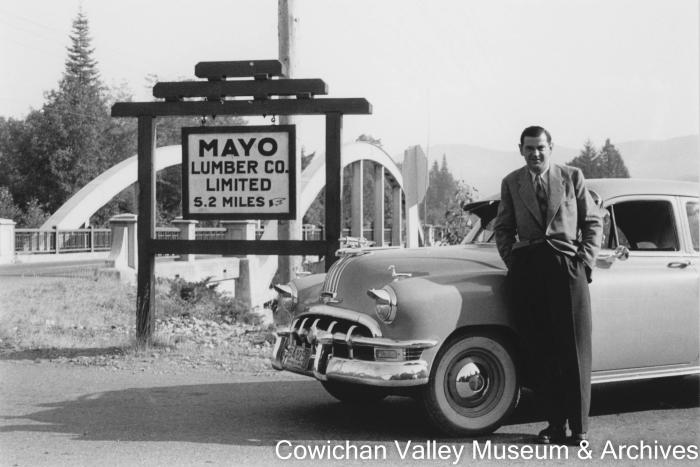 MAYO
LUMBER CO.
LIMITED
5.2 MILES ☞
Cowichan Valley Museum & Archives